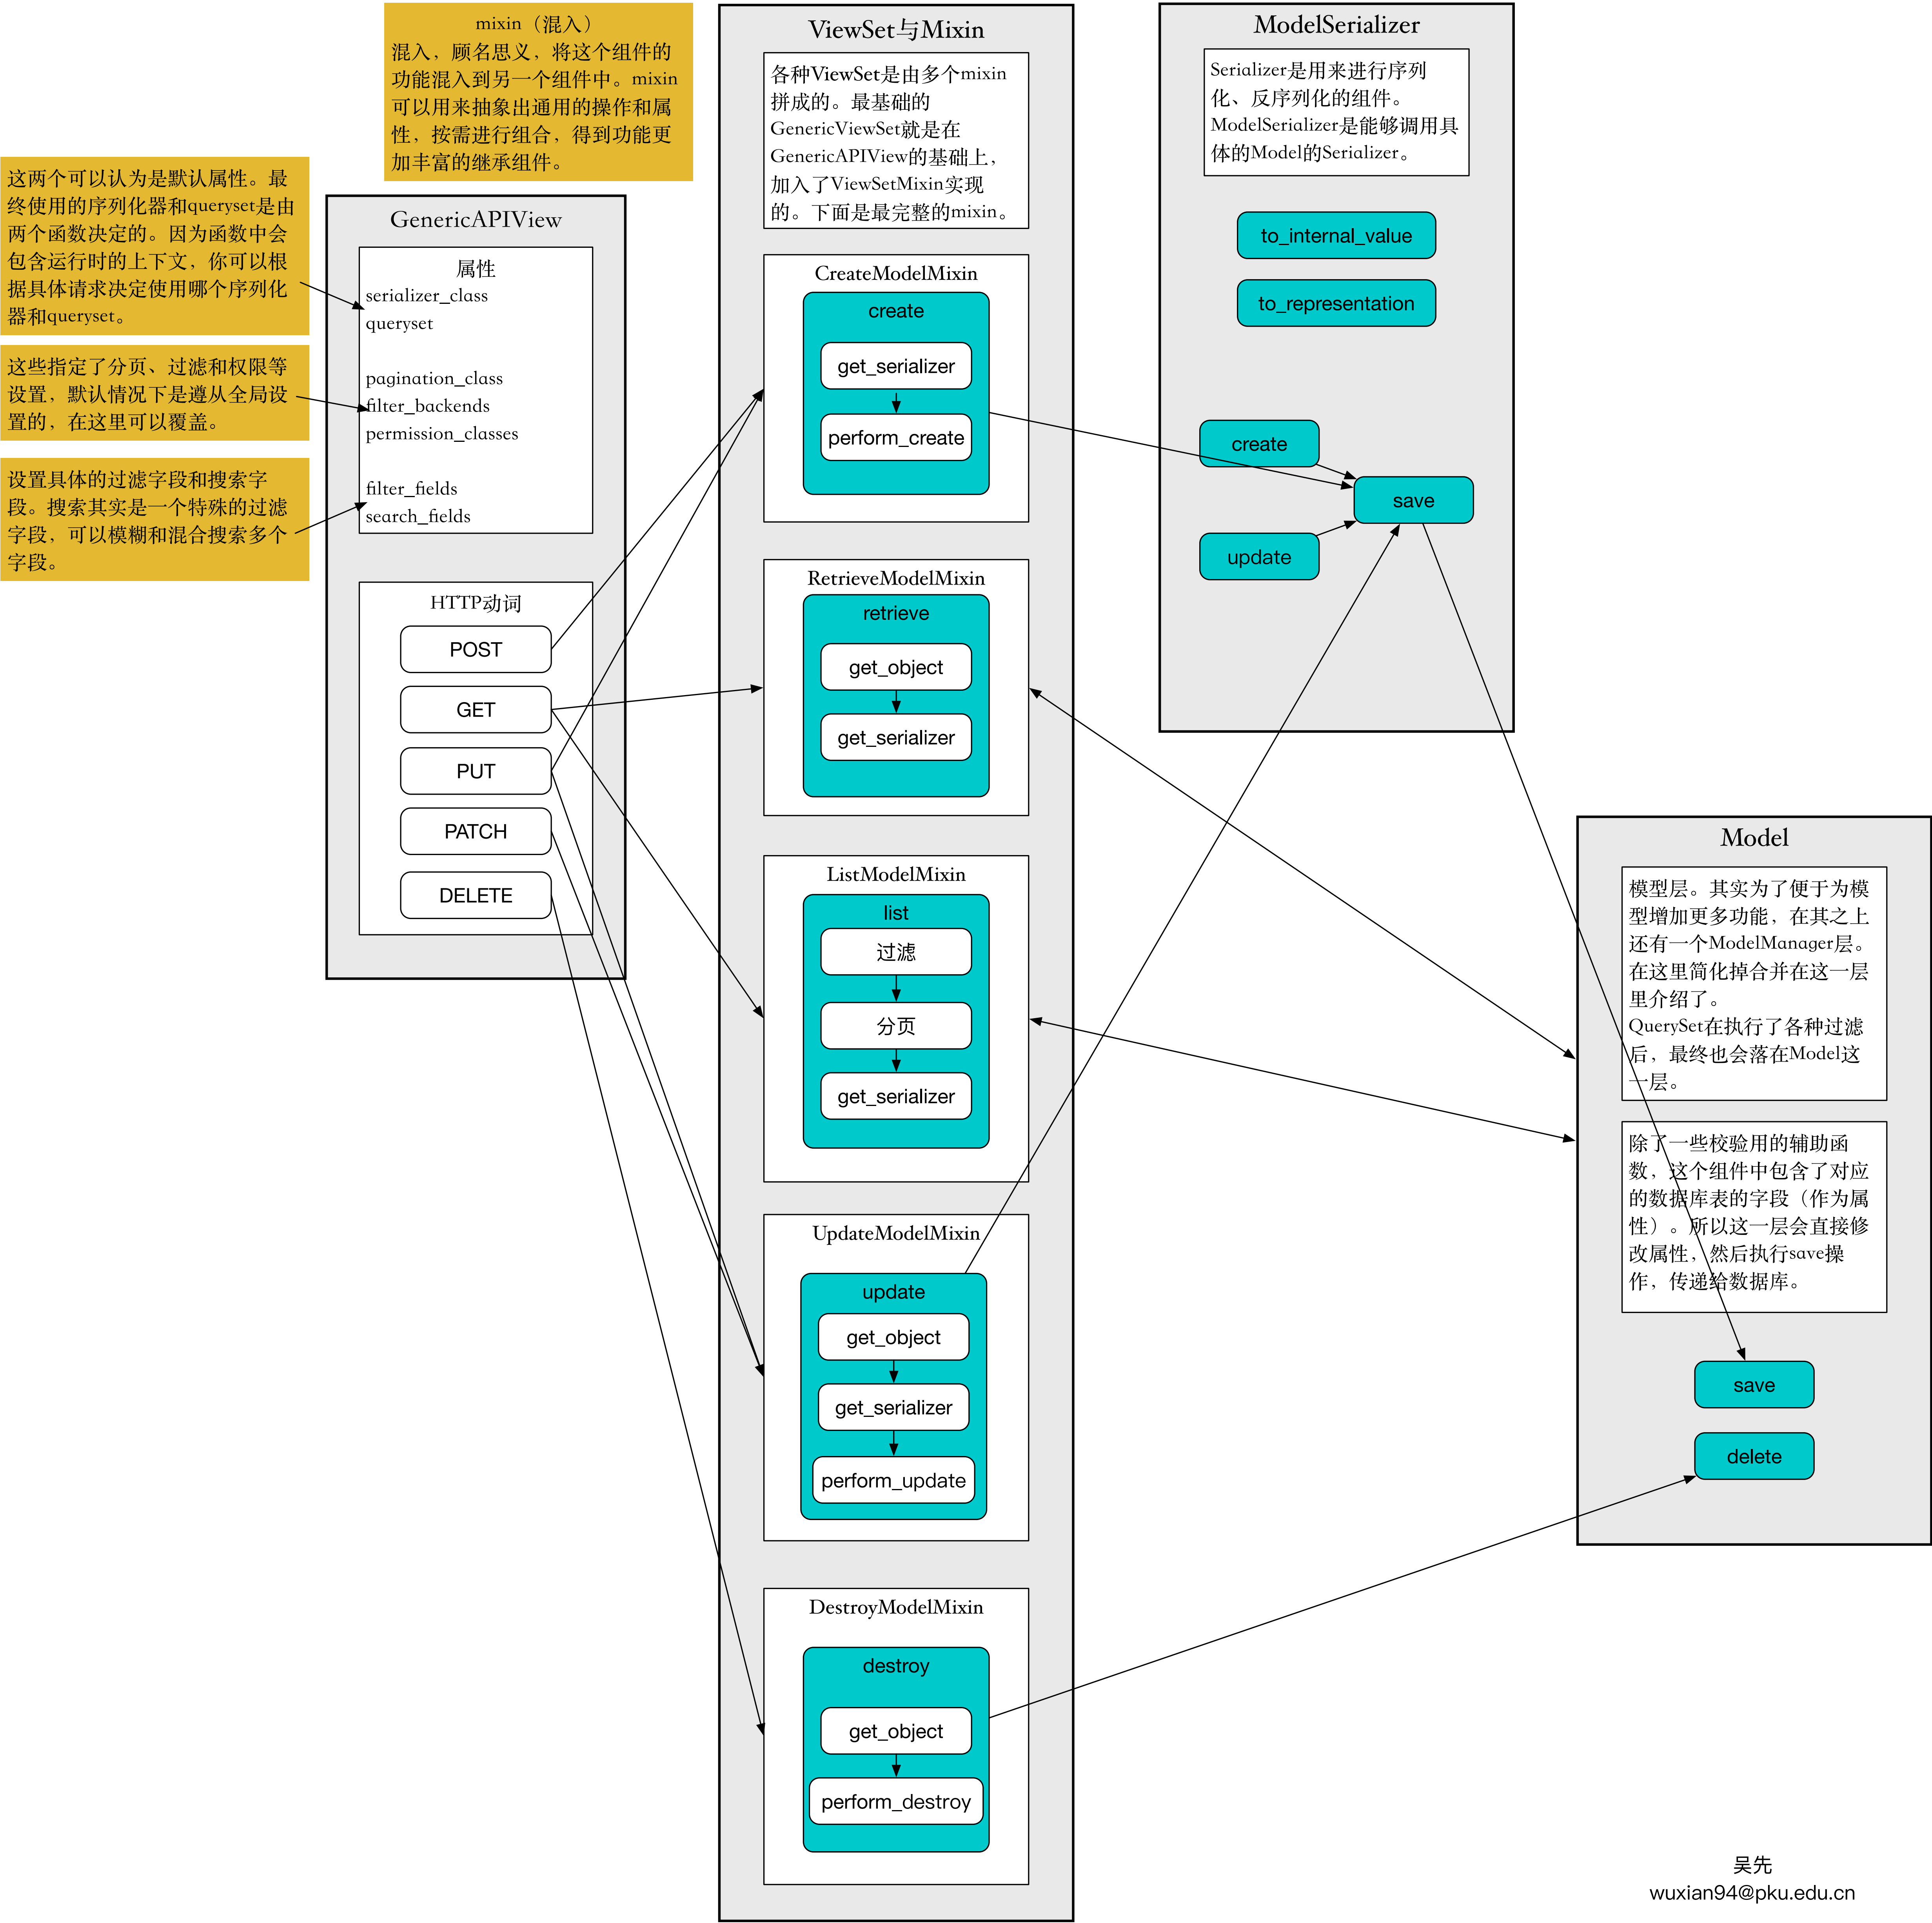 mixin（混入）
混入，顾名思义，将这个组件的
功能混入到另一个组件中。mixin
可以用来抽象出通用的操作和属
性，按需进行组合，得到功能更
加丰富的继承组件。
这两个可以认为是默认属性。最
终使用的序列化器和queryset是由
两个函数决定的。因为函数中会
包含运行时的上下文，你可以根
据具体请求决定使用哪个序列化
器和queryset。
这些指定了分页、过滤和权限等
设置，默认情况下是遵从全局设
置的，在这里可以覆盖。
设置具体的过滤字段和搜索字
段。搜索其实是一个特殊的过滤
字段，可以模糊和混合搜索多个
字段。
GenericAPIView
属性
serializer_class
queryset
pagination_class
filter_backends
permission_classes
filter_fields
search_fields
HTTP动词
POST
GET
PUT
PATCH
DELETE
ViewSet与Mixin
各种ViewSet是由多个mixin
拼成的。最基础的
GenericViewSet就是在
GenericAPIView的基础上，
加入了ViewSetMixin实现
的。下面是最完整的mixin。
CreateModelMixin
create
get_serializer
perform_create
RetrieveModelMixin
retrieve
get_object
get_serializer
ListModelMixin
list
过滤
分页
get_serializer
UpdateModelMixin
update
get_object
get_serializer
perform_update
DestroyModelMixin
destroy
get_object
perform_destroy
ModelSerializer
Serializer是用来进行序列
化、反序列化的组件。
ModelSerializer是能够调用具
体的Model的Serializer。
to_internal_value
to_representation
create
save
update
Model
模型层。其实为了便于为模
型增加更多功能，在其之上
还有一个ModelManager层。
在这里简化掉合并在这一层
里介绍了。
QuerySet在执行了各种过滤
后，最终也会落在Model这
一层。
除了一些校验用的辅助函
数，这个组件中包含了对应
的数据库表的字段（作为属
性）。所以这一层会直接修
改属性，然后执行save操
作，传递给数据库。
save
delete
吴先
wuxian94@pku.edu.cn